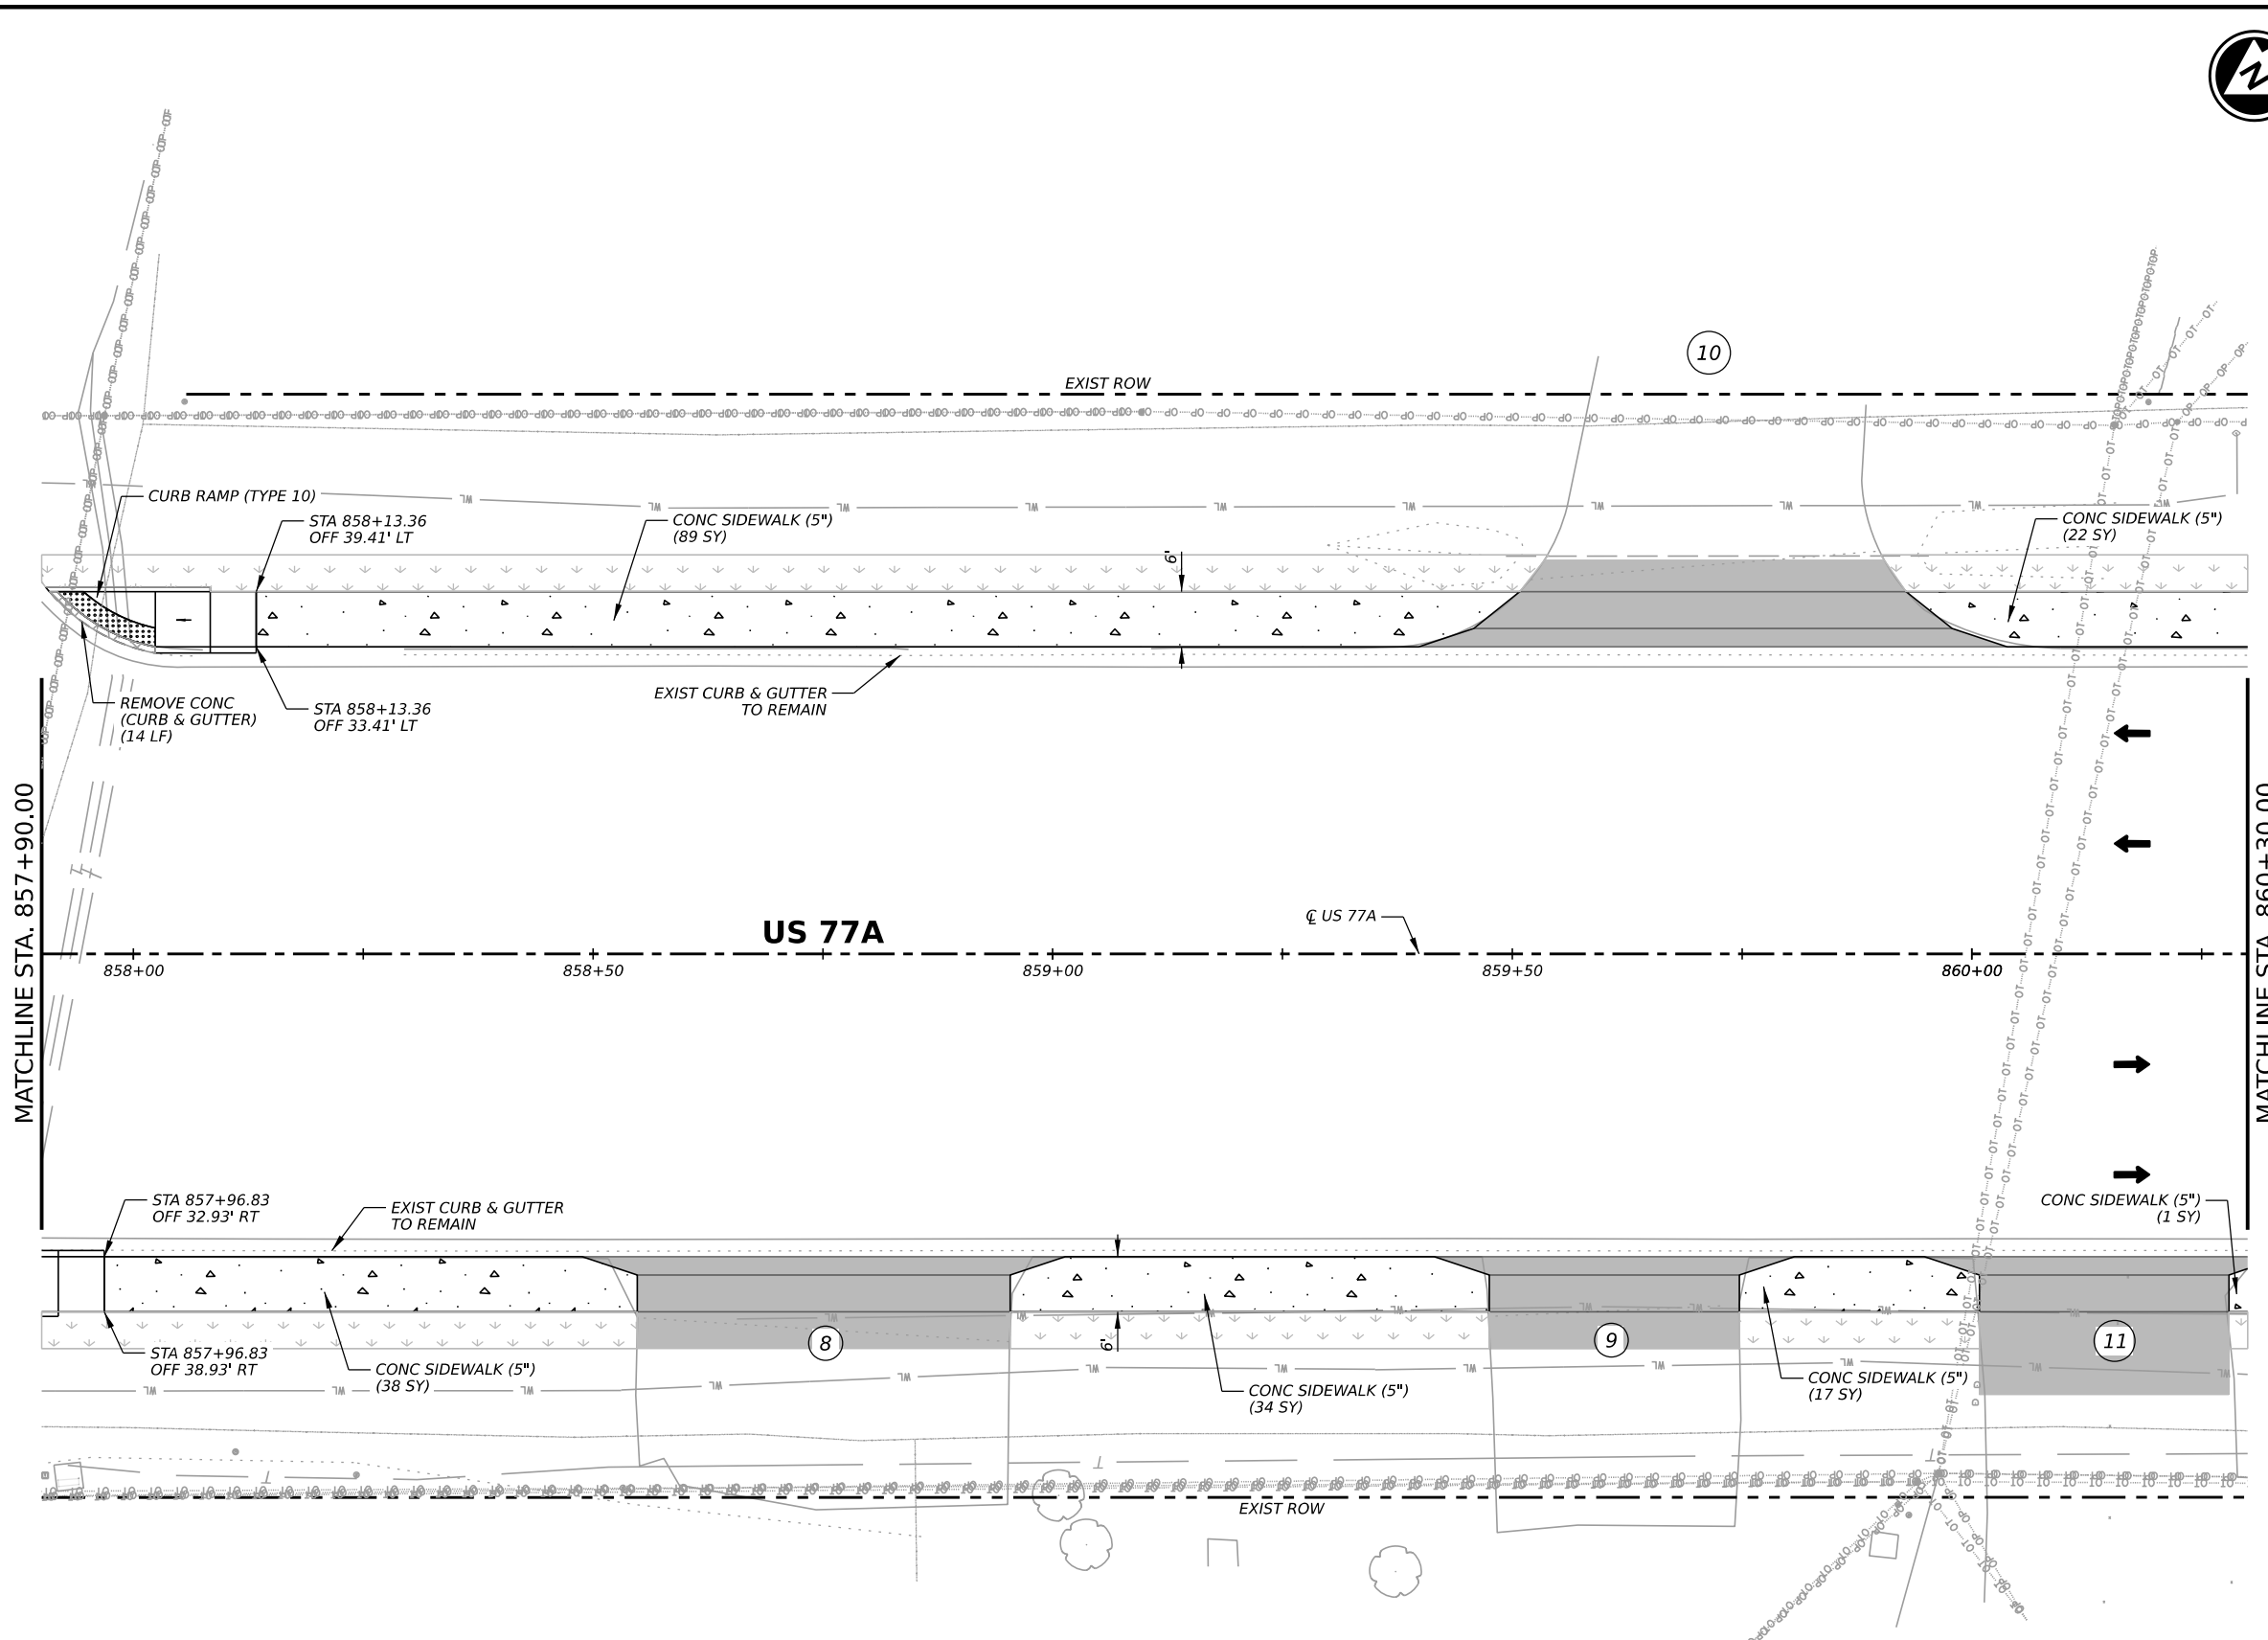 10
EXIST ROW
CURB RAMP (TYPE 10)
STA 858+13.36
OFF 39.41' LT
CONC SIDEWALK (5")
(89 SY)
6'
CONC SIDEWALK (5")
(22 SY)
REMOVE CONC
(CURB & GUTTER)
(14 LF)
STA 858+13.36
OFF 33.41' LT
EXIST CURB & GUTTER
TO REMAIN
MATCHLINE STA. 857+90.00
US 77A
℄ US 77A
858+00
858+50
859+00
859+50
860+00
MATCHLINE STA. 860+30.00
STA 857+96.83
OFF 32.93' RT
EXIST CURB & GUTTER
TO REMAIN
CONC SIDEWALK (5")
(1 SY)
8
9
11
6'
STA 857+96.83
OFF 38.93' RT
CONC SIDEWALK (5")
(38 SY)
CONC SIDEWALK (5")
(34 SY)
CONC SIDEWALK (5")
(17 SY)
EXIST ROW